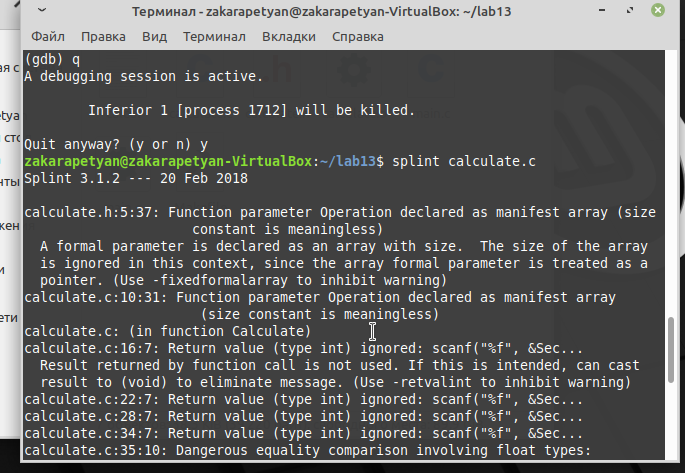 Терминал - zakarapetyan@zakarapetyan-VirtualBox: ~/lab13
Файл Правка Вид Терминал Вкладки Справка
(gdb) q
A debugging session is active.
Inferior 1 [process 1712] will be killed.
Quit anyway? (y or n) y
zakarapetyan@zakarapetyan-VirtualBox:~/lab13$ splint calculate.c
Splint 3.1.2 --- 20 Feb 2018
calculate.h:5:37: Function parameter Operation declared as manifest array (size
constant is meaningless)
A formal parameter is declared as an array with size.  The size of the array
is ignored in this context, since the array formal parameter is treated as a
pointer. (Use -fixedformalarray to inhibit warning)
calculate.c:10:31: Function parameter Operation declared as manifest array
(size constant is meaningless)
calculate.c: (in function Calculate)
calculate.c:16:7: Return value (type int) ignored: scanf("%f", &Sec...
Result returned by function call is not used. If this is intended, can cast
result to (void) to eliminate message. (Use -retvalint to inhibit warning)
calculate.c:22:7: Return value (type int) ignored: scanf("%f", &Sec...
calculate.c:28:7: Return value (type int) ignored: scanf("%f", &Sec...
calculate.c:34:7: Return value (type int) ignored: scanf("%f", &Sec...
calculate.c:35:10: Dangerous equality comparison involving float types: